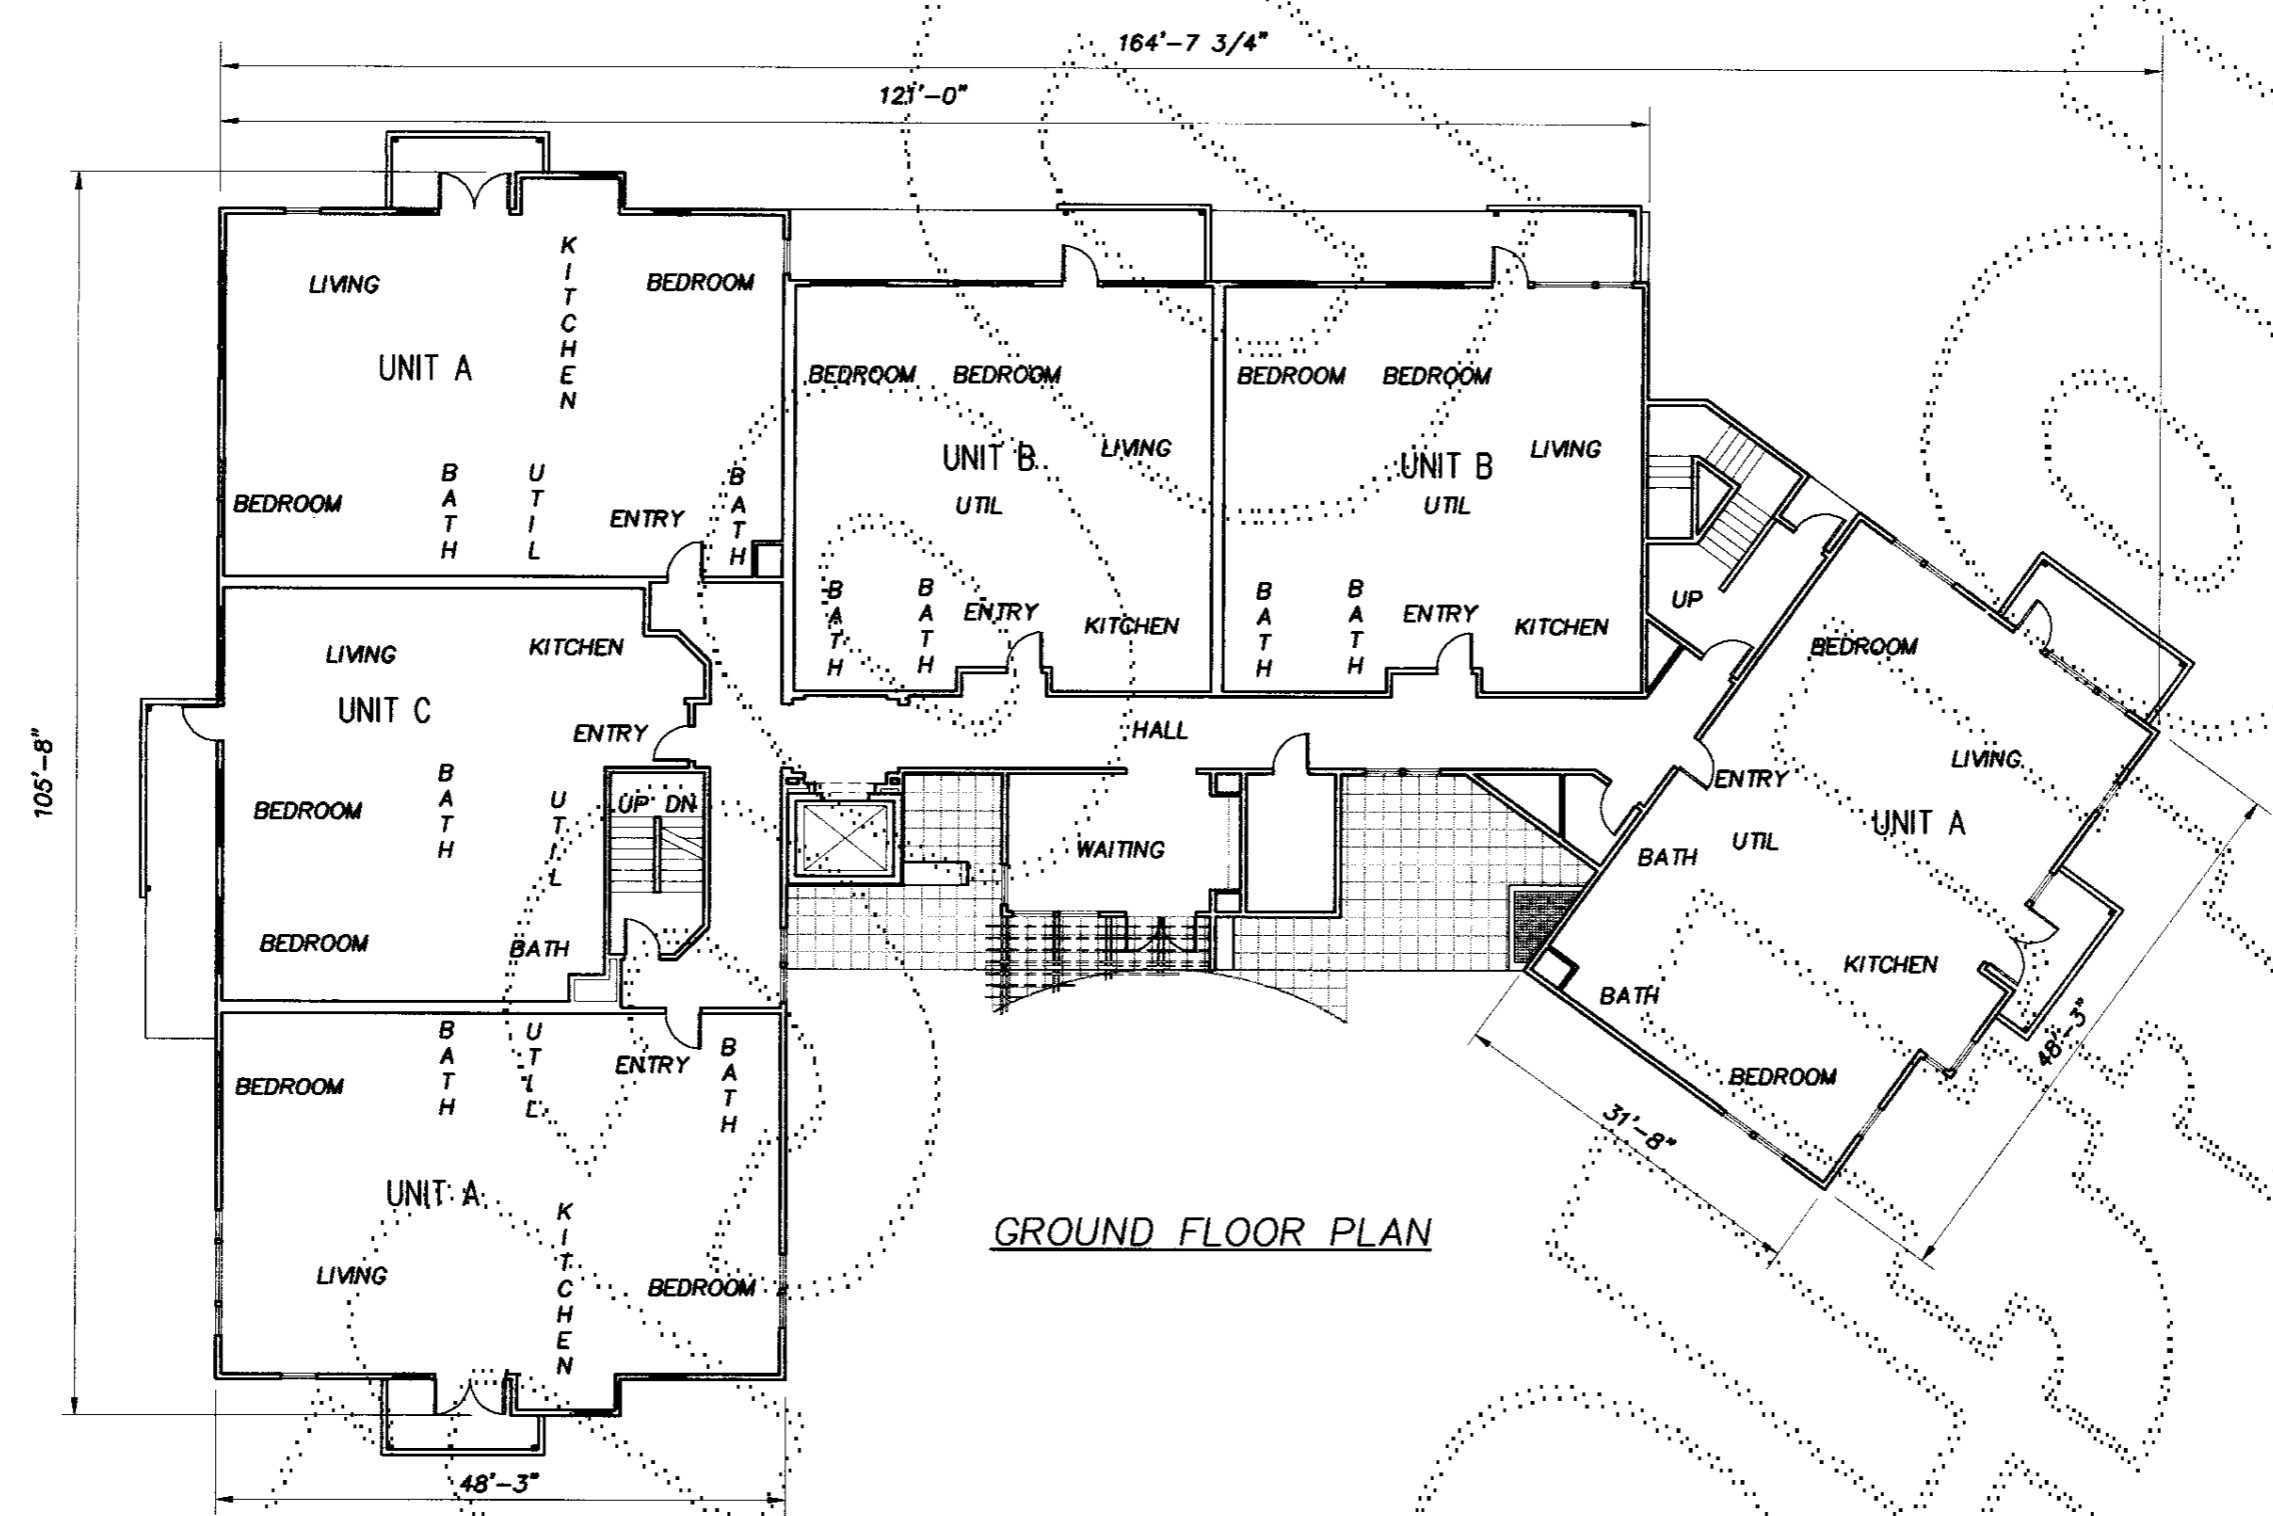 164'-7 3/4"
121'-0"
KITCHEN
LIVING
BEDROOM
UNIT A
BEDROOM
BATH
UTIL
ENTRY
BATH
BEDROOM BEDROOM
UNIT B
LIVING
UTIL
BATH
BATH
ENTRY
KITCHEN
BEDROOM BEDROOM
UNIT B
LIVING
UTIL
BATH
BATH
ENTRY
KITCHEN
UP
105'-8"
LIVING
KITCHEN
UNIT C
ENTRY
BEDROOM
BATH
UTIL
UP DN
BEDROOM
BATH
HALL
WAITING
BEDROOM
LIVING
ENTRY
UNIT A
UTIL
BATH
KITCHEN
BATH
BEDROOM
48'-3"
31'-8"
BATH
UTIL
ENTRY
BATH
BEDROOM
UNIT A
KITCHEN
LIVING
BEDROOM
48'-3"
GROUND FLOOR PLAN